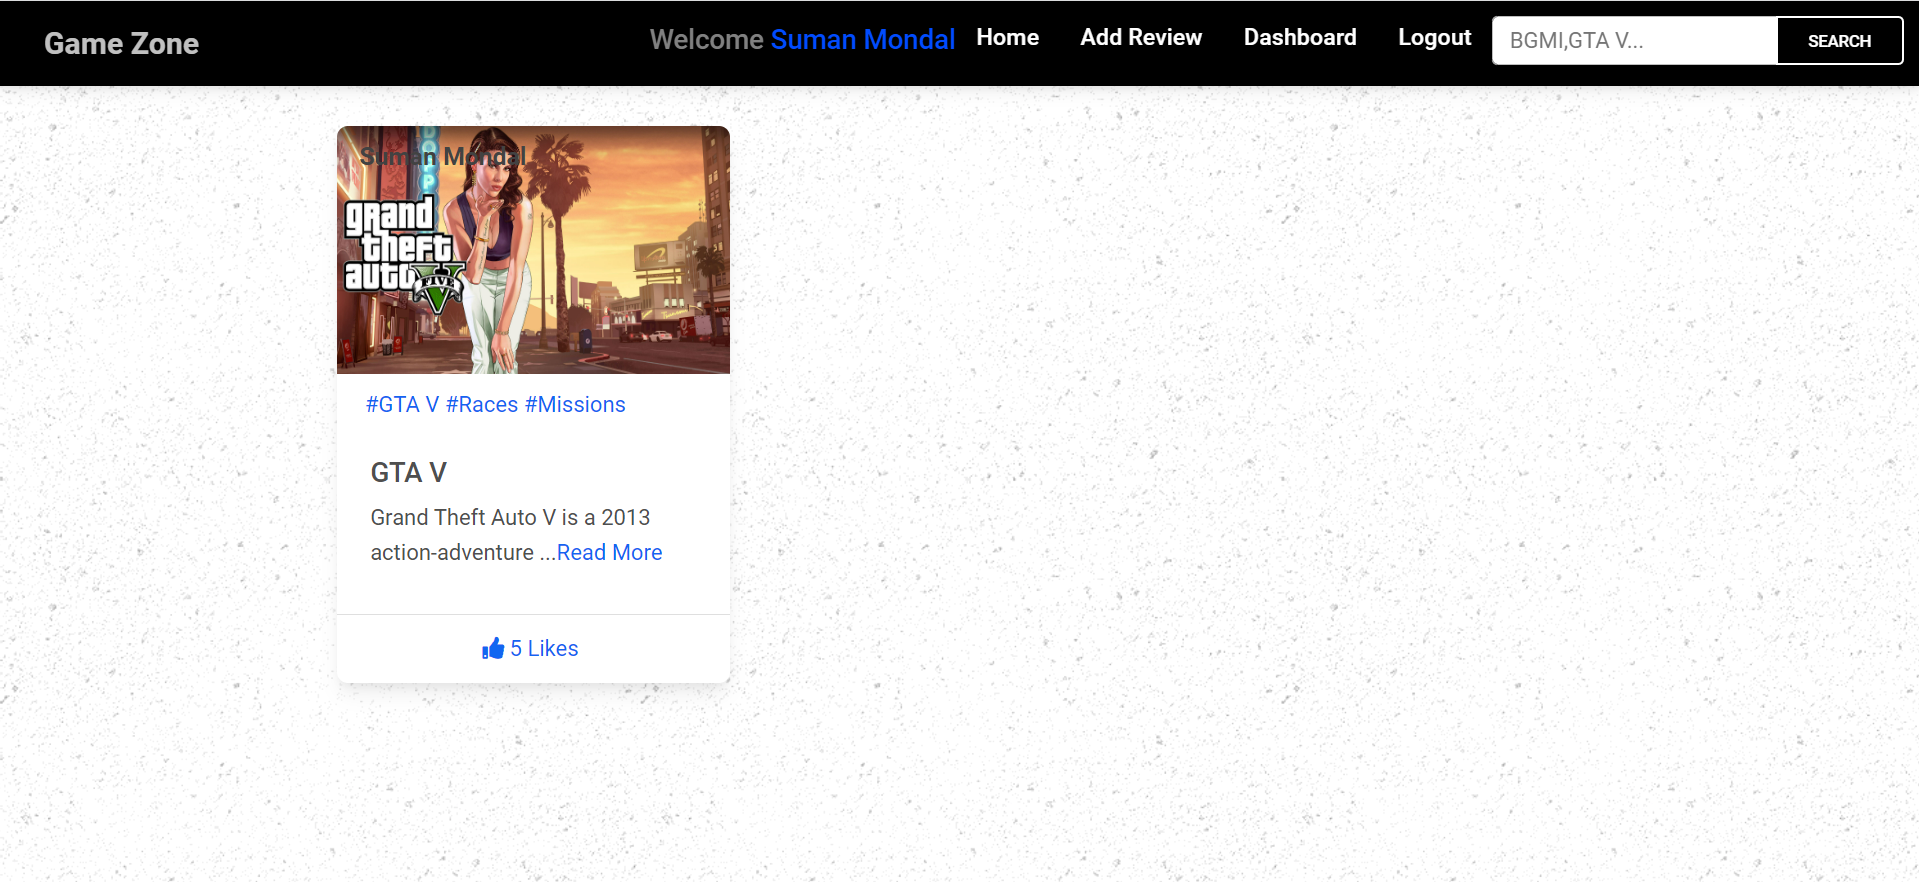 Game Zone
Welcome Suman Mondal Home Add Review Dashboard Logout BGMI,GTA V... SEARCH
Suman Mondal
grand
theft
auto V
FIVE
#GTA V #Races #Missions
GTA V
Grand Theft Auto V is a 2013
action-adventure ...Read More
5 Likes